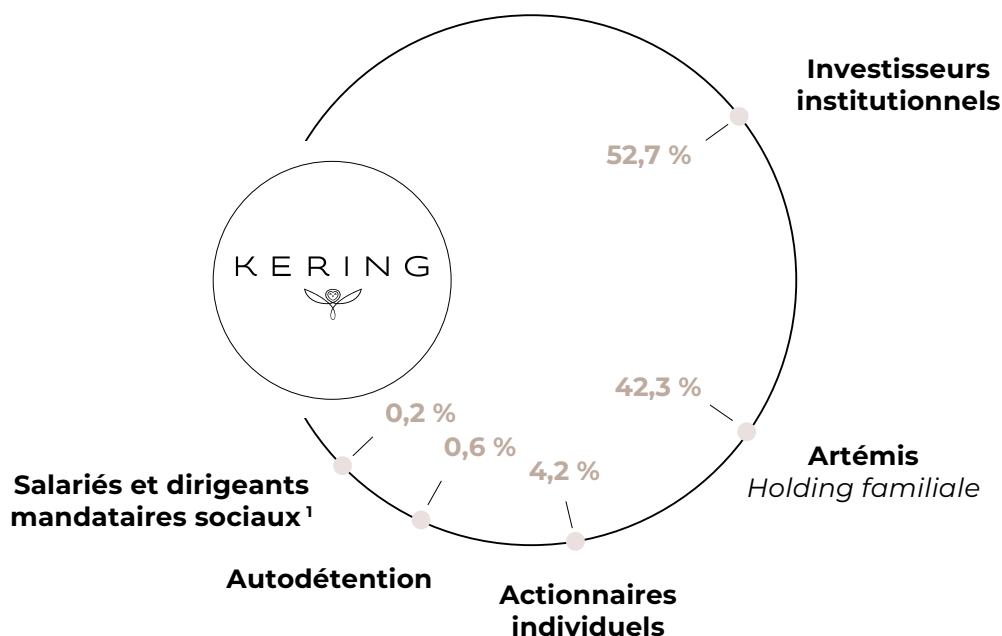 Investisseurs
institutionnels
52,7 %
KERING
42,3 %
Artémis
Holding familiale
0,2 %
0,6 %
4,2 %
Salariés et dirigeants
mandataires sociaux ¹
Autodétention
Actionnaires
individuels